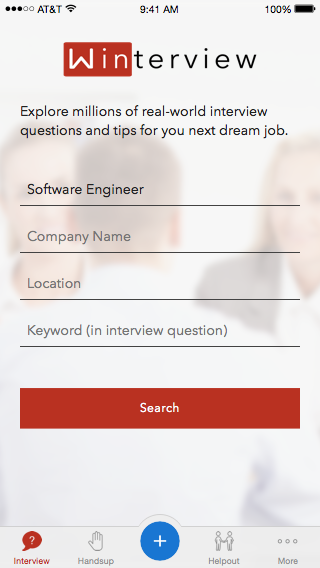 AT&T 9:41 AM 100%
Winterview
Explore millions of real-world interview
questions and tips for you next dream job.
Software Engineer
Company Name
Location
Keyword (in interview question)
Search
Interview Handsup Helpout More